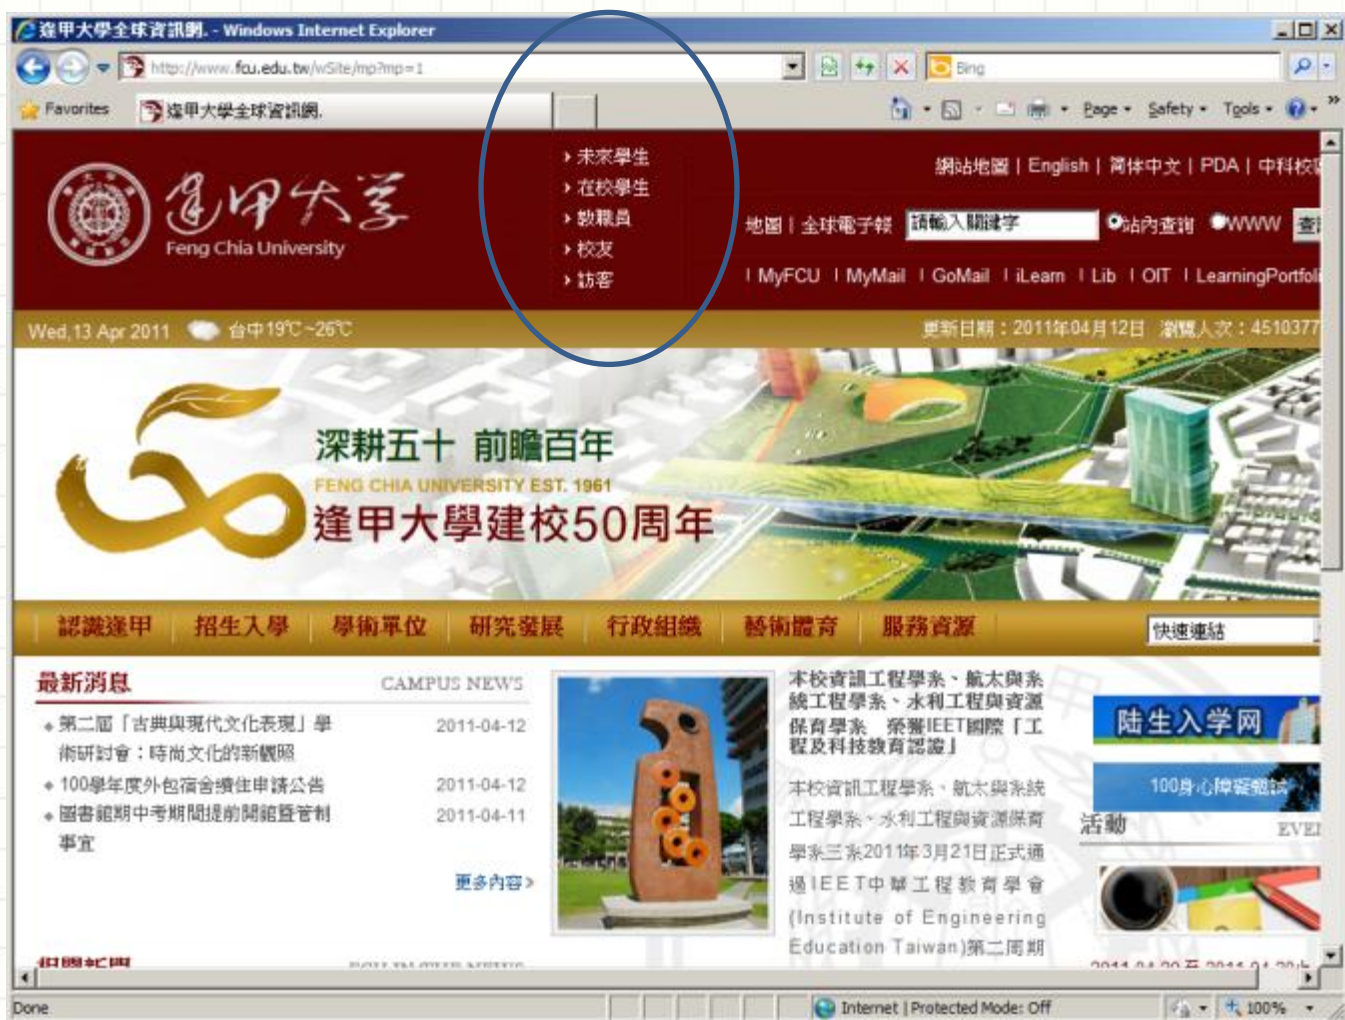 逢甲大學全球資訊網. - Windows Internet Explorer
http://www.fcu.edu.tw/wSite/mp?mp=1
Bing
Favorites
逢甲大學全球資訊網.
Page
Safety
Tools
逢甲大學
Feng Chia University
未來學生
在校學生
教職員
校友
訪客
網站地圖 | English | 简体中文 | PDA | 中科校
地圖 | 全球電子報 請輸入關鍵字 站內查詢 WWW 查
| MyFCU | MyMail | GoMail | iLearn | Lib | OIT | LearningPortfoli
Wed,13 Apr 2011 台中19℃~26℃
更新日期：2011年04月12日 瀏覽人次：4510377
深耕五十 前瞻百年
FENG CHIA UNIVERSITY EST. 1961
逢甲大學建校50周年
認識逢甲 招生入學 學術單位 研究發展 行政組織 藝術體育 服務資源
快速連結
最新消息 CAMPUS NEWS
第二屆「古典與現代文化表現」學 2011-04-12
術研討會：時尚文化的新觀照
100學年度外包宿舍續住申請公告 2011-04-12
圖書館期中考期間提前開館暨管制 2011-04-11
事宜
更多內容
本校資訊工程學系、航太與系
統工程學系、水利工程與資源
保育學系 榮獲IEET國際「工
程及科技教育認證」
本校資訊工程學系、航太與系統
工程學系、水利工程與資源保育
學系三系2011年3月21日正式通
過IEET中華工程教育學會
(Institute of Engineering
Education Taiwan)第二周期
陆生入学网
100身心障礙甄試
活動 EVE
Done
Internet | Protected Mode: Off
100%